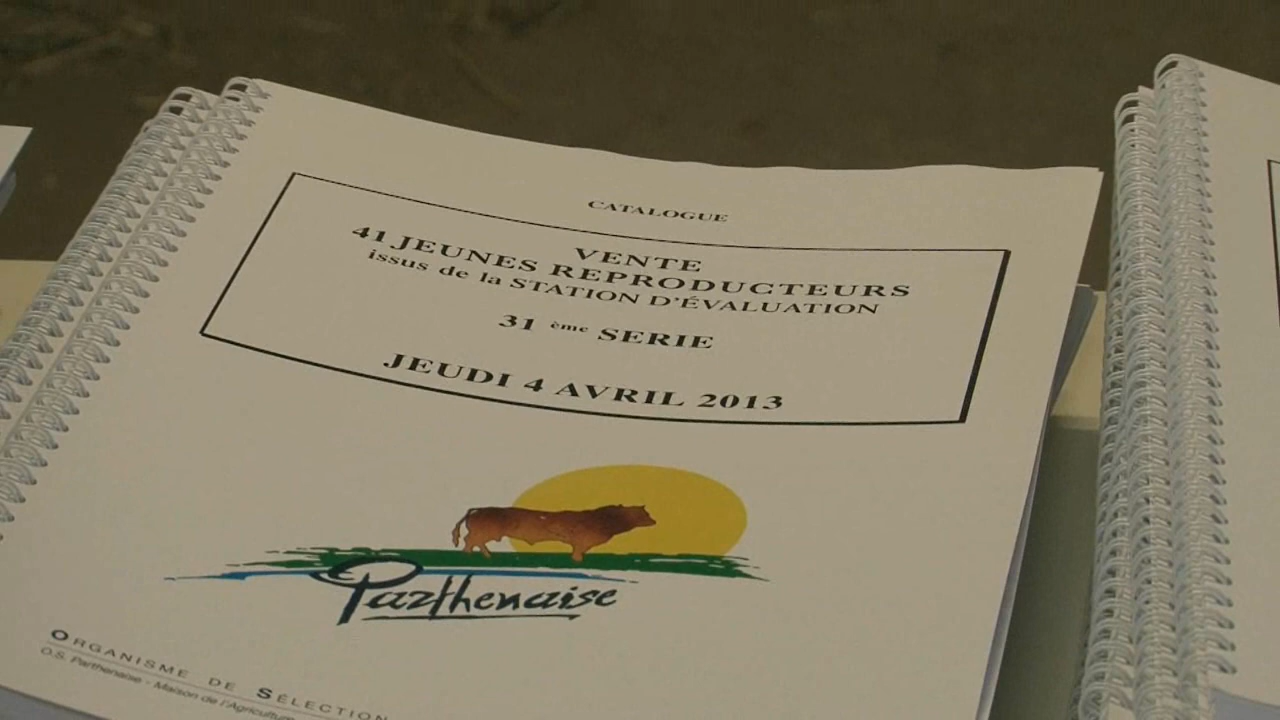 CATALOGUE
VENTE
41 JEUNES REPRODUCTEURS
issus de la STATION D'ÉVALUATION
31 ème SERIE
JEUDI 4 AVRIL 2013
Parthenaise
ORGANISME DE SÉLECTION
O.S. Parthenaise - Maison de l'Agriculture